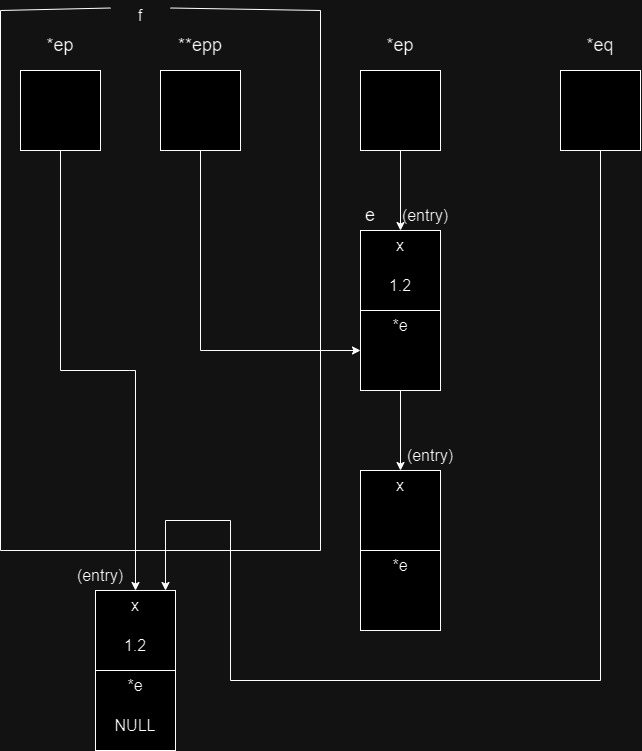 f
*ep
**epp
*ep
*eq
e
(entry)
x
1.2
*e
(entry)
x
*e
(entry)
x
1.2
*e
NULL